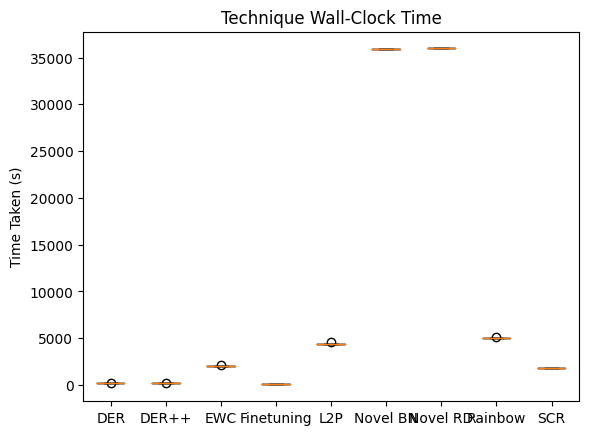 Technique Wall-Clock Time
Time Taken (s)
35000
30000
25000
20000
15000
10000
5000
0
DER DER++ EWC Finetuning L2P Novel BN Novel RD Rainbow SCR